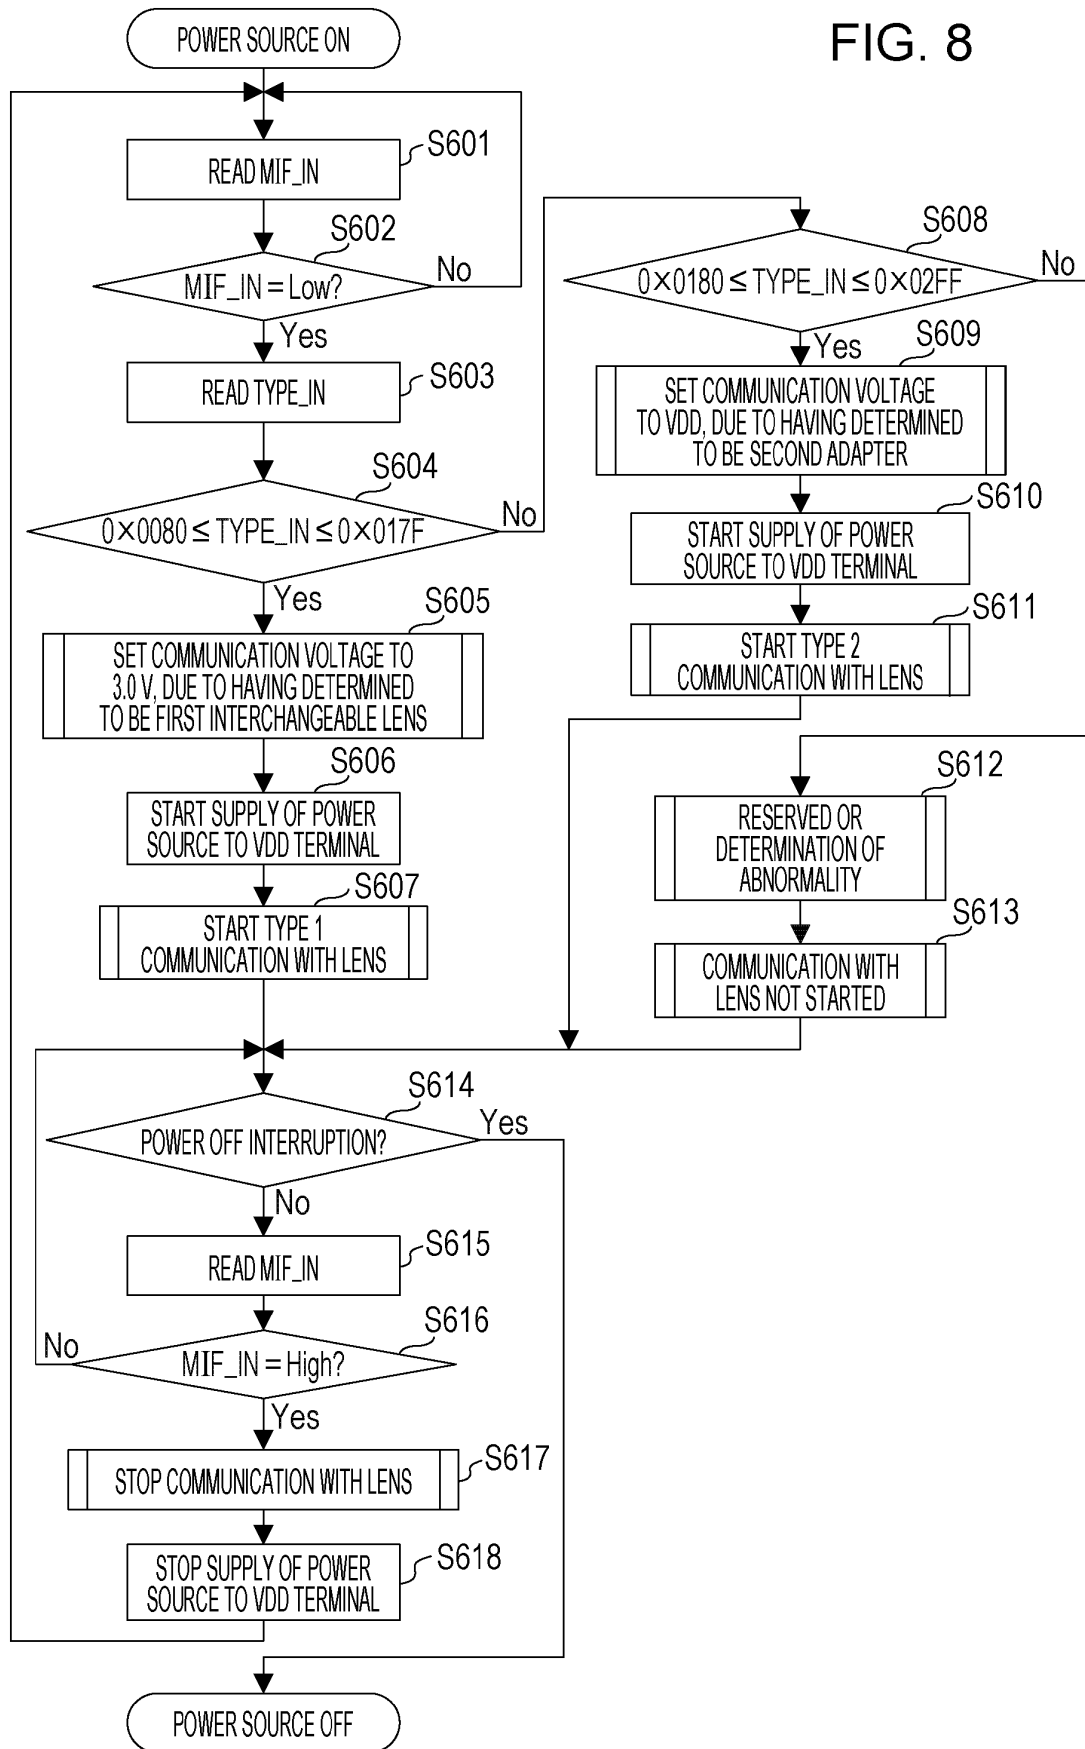 FIG. 8
POWER SOURCE ON
S601
READ MIF_IN
S602
MIF_IN = Low?
No
Yes
S603
READ TYPE_IN
S604
0×0080 ≤ TYPE_IN ≤ 0×017F
No
Yes
S605
SET COMMUNICATION VOLTAGE TO
3.0 V, DUE TO HAVING DETERMINED
TO BE FIRST INTERCHANGEABLE LENS
S606
START SUPPLY OF POWER
SOURCE TO VDD TERMINAL
S607
START TYPE 1
COMMUNICATION WITH LENS
S608
0×0180 ≤ TYPE_IN ≤ 0×02FF
No
Yes
S609
SET COMMUNICATION VOLTAGE
TO VDD, DUE TO HAVING DETERMINED
TO BE SECOND ADAPTER
S610
START SUPPLY OF POWER
SOURCE TO VDD TERMINAL
S611
START TYPE 2
COMMUNICATION WITH LENS
S612
RESERVED OR
DETERMINATION OF
ABNORMALITY
S613
COMMUNICATION WITH
LENS NOT STARTED
S614
POWER OFF INTERRUPTION?
Yes
No
S615
READ MIF_IN
S616
MIF_IN = High?
No
Yes
S617
STOP COMMUNICATION WITH LENS
S618
STOP SUPPLY OF POWER
SOURCE TO VDD TERMINAL
POWER SOURCE OFF